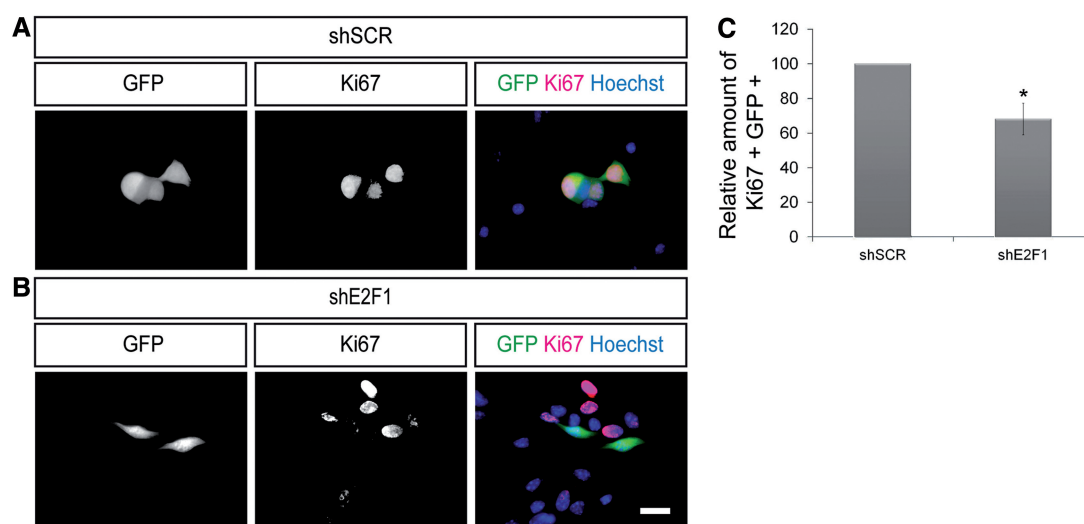 A
shSCR
GFP
Ki67
GFP Ki67 Hoechst
B
shE2F1
GFP
Ki67
GFP Ki67 Hoechst
C
Relative amount of
Ki67 + GFP +
120
100
80
60
40
20
0
*
shSCR
shE2F1